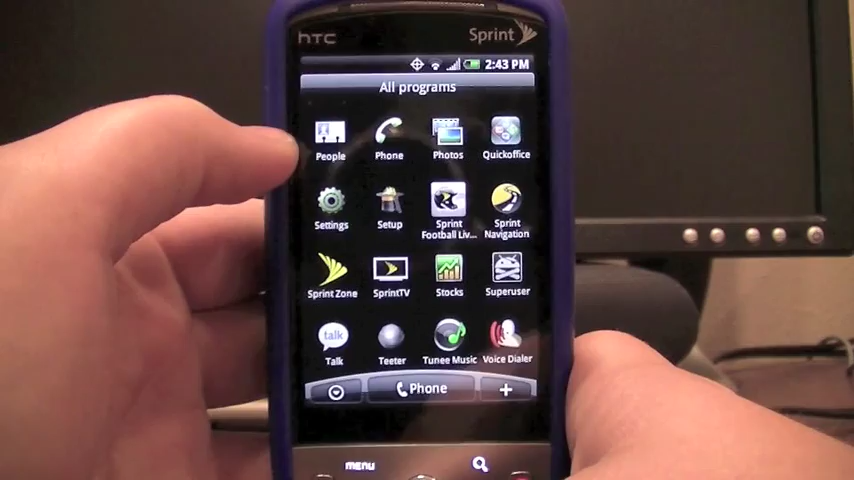 hTC
Sprint
2:43 PM
All programs
People
Phone
Photos
Quickoffice
Settings
Setup
Sprint
Football Liv...
Sprint
Navigation
Sprint Zone
SprintTV
Stocks
Superuser
talk
Talk
Teeter
Tunee Music
Voice Dialer
Phone
menu